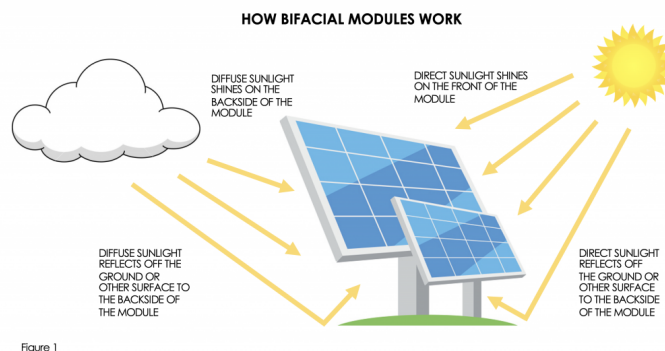 HOW BIFACIAL MODULES WORK
DIFFUSE SUNLIGHT
SHINES ON THE
BACKSIDE OF THE
MODULE
DIRECT SUNLIGHT SHINES
ON THE FRONT OF THE
MODULE
DIFFUSE SUNLIGHT
REFLECTS OFF THE
GROUND OR
OTHER SURFACE TO
THE BACKSIDE OF
THE MODULE
DIRECT SUNLIGHT
REFLECTS OFF
THE GROUND OR
OTHER SURFACE
TO THE BACKSIDE
OF THE MODULE
Figure 1